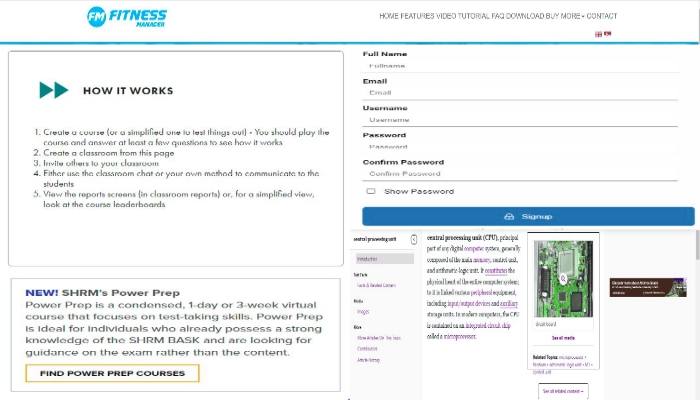 FM FITNESS
MANAGER
HOME FEATURES VIDEO TUTORIAL FAQ DOWNLOAD BUY MORE CONTACT
HOW IT WORKS
1. Create a course (or a simplified one to test things out) - You should play the
course and answer at least a few questions to see how it works
2. Create a classroom from this page
3. Invite others to your classroom
4. Either use the classroom chat or your own method to communicate to the
students
5. View the reports screens (in classroom reports) or, for a simplified view,
look at the course leaderboards
Full Name
Fullname
Email
Email
Username
Username
Password
Password
Confirm Password
Confirm Password
Show Password
Signup
NEW! SHRM's Power Prep
Power Prep is a condensed, 1-day or 3-week virtual
course that focuses on test-taking skills. Power Prep
is ideal for individuals who already possess a strong
knowledge of the SHRM BASK and are looking for
guidance on the exam rather than the content.
FIND POWER PREP COURSES
central processing unit
Introduction
Fast Facts
Facts & Related Content
Media
Images
More
More Articles On This Topic
Contributors
Article History
central processing unit (CPU), principal
part of any digital computer system, generally
composed of the main memory, control unit,
and arithmetic-logic unit. It constitutes the
physical heart of the entire computer system;
to it is linked various peripheral equipment,
including input/output devices and auxiliary
storage units. In modern computers, the CPU
is contained on an integrated circuit chip
called a microprocessor.
circuit board
See all media
Related Topics: microprocessor •
firmware • arithmetic-logic unit •
control unit
See all related content →